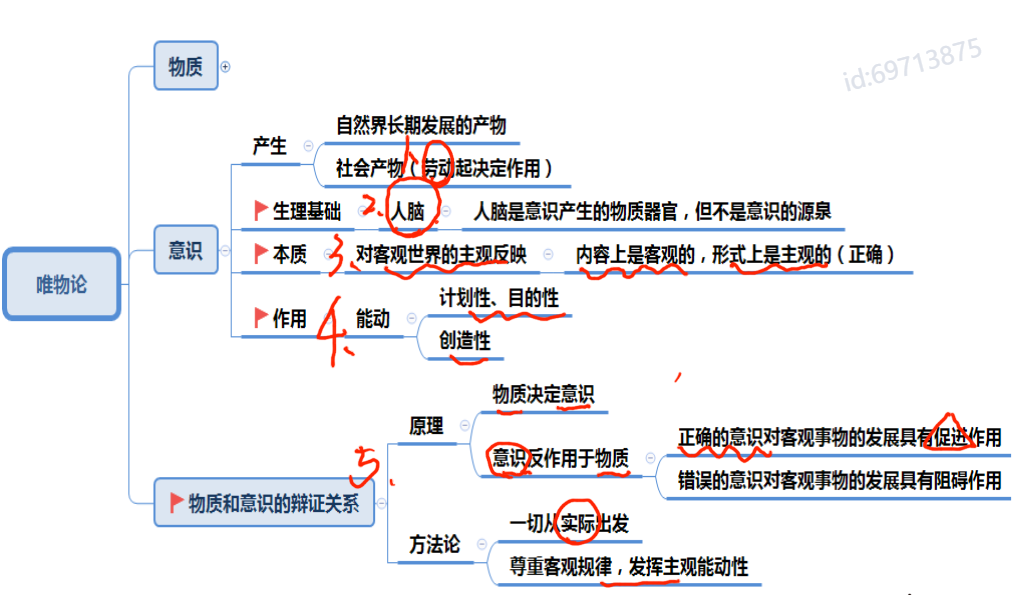 id:69713875
物质
产生
自然界长期发展的产物
社会产物(劳动起决定作用)
1、
生理基础
2、
人脑
人脑是意识产生的物质器官,但不是意识的源泉
唯物论
意识
本质
3、
对客观世界的主观反映
内容上是客观的,形式上是主观的(正确)
作用
4、
能动
计划性、目的性
创造性
物质和意识的辩证关系
5、
原理
物质决定意识
意识反作用于物质
正确的意识对客观事物的发展具有促进作用
错误的意识对客观事物的发展具有阻碍作用
方法论
一切从实际出发
尊重客观规律,发挥主观能动性